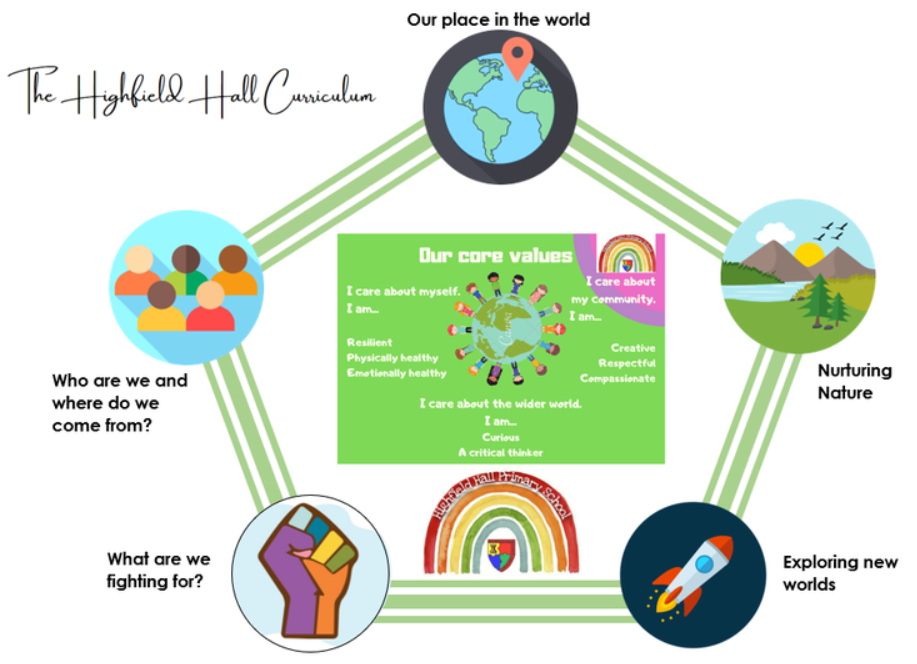 Our place in the world
The Highfield Hall Curriculum
Our core values
I care about myself.
I am...
Resilient
Physically healthy
Emotionally healthy
I care about
my community.
I am...
Creative
Respectful
Compassionate
I care about the wider world.
I am...
Curious
A critical thinker
Who are we and
where do we
come from?
Nurturing
Nature
Highfield Hall Primary School
What are we
fighting for?
Exploring new
worlds